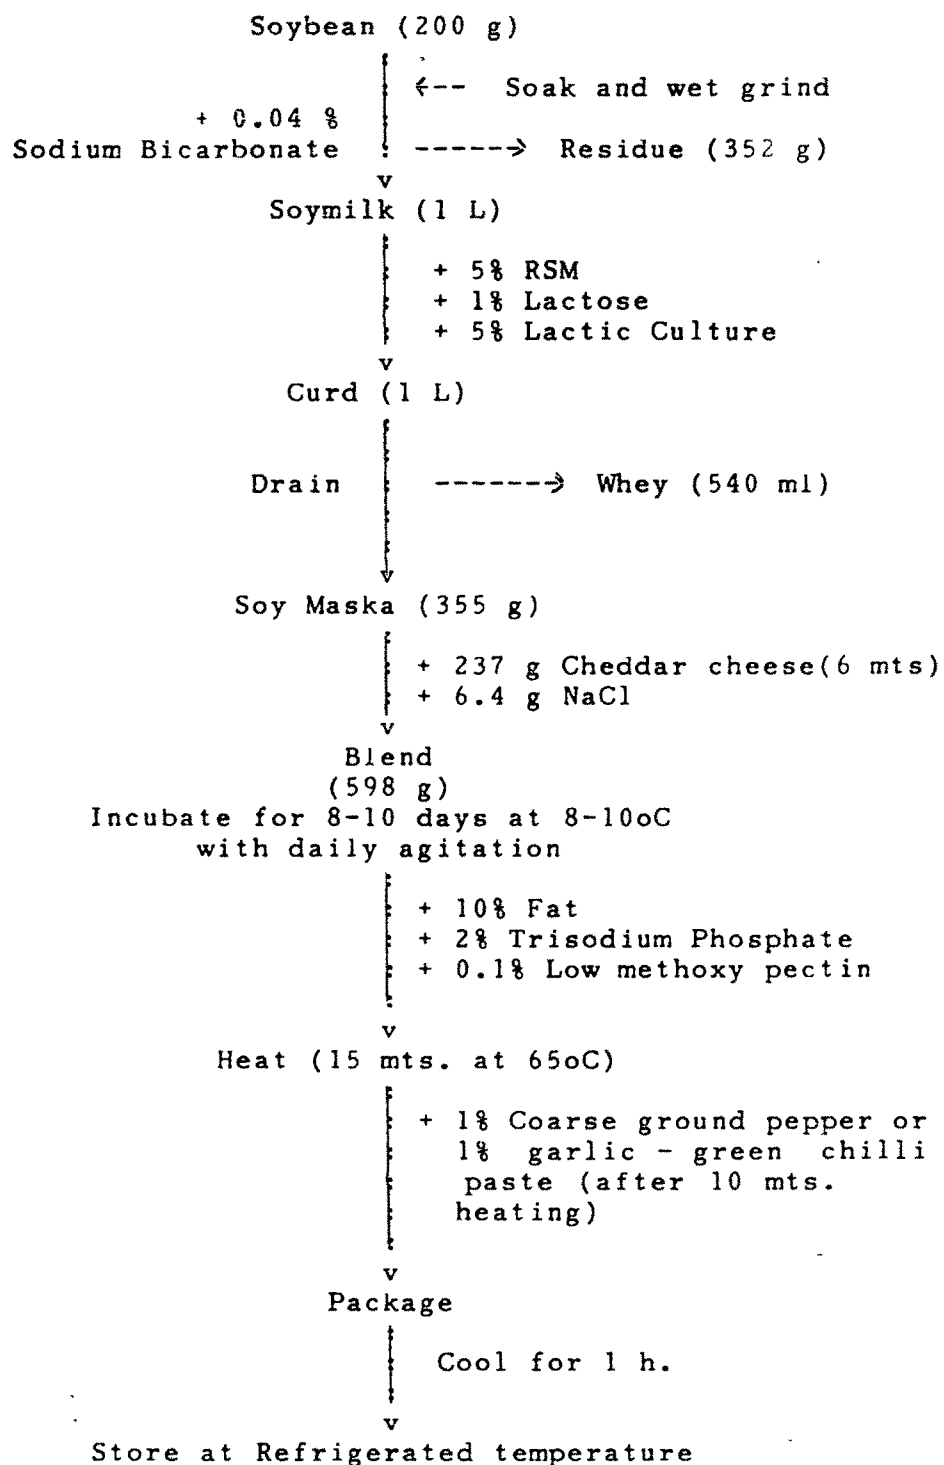 Soybean (200 g)
<-- Soak and wet grind
+ 0.04 %
Sodium Bicarbonate -----> Residue (352 g)
v
Soymilk (1 L)
+ 5% RSM
+ 1% Lactose
+ 5% Lactic Culture
v
Curd (1 L)
Drain -------> Whey (540 ml)
v
Soy Maska (355 g)
+ 237 g Cheddar cheese(6 mts)
+ 6.4 g NaCl
v
Blend
(598 g)
Incubate for 8-10 days at 8-10oC
with daily agitation
+ 10% Fat
+ 2% Trisodium Phosphate
+ 0.1% Low methoxy pectin
v
Heat (15 mts. at 65oC)
+ 1% Coarse ground pepper or
1% garlic - green chilli
paste (after 10 mts.
heating)
v
Package
Cool for 1 h.
v
Store at Refrigerated temperature